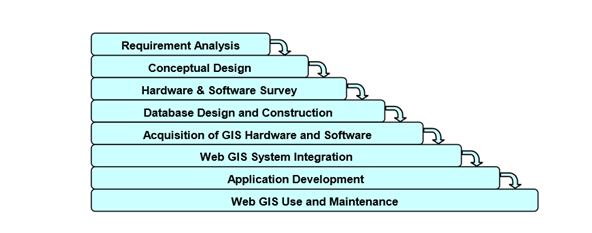 Requirement Analysis
Conceptual Design
Hardware & Software Survey
Database Design and Construction
Acquisition of GIS Hardware and Software
Web GIS System Integration
Application Development
Web GIS Use and Maintenance